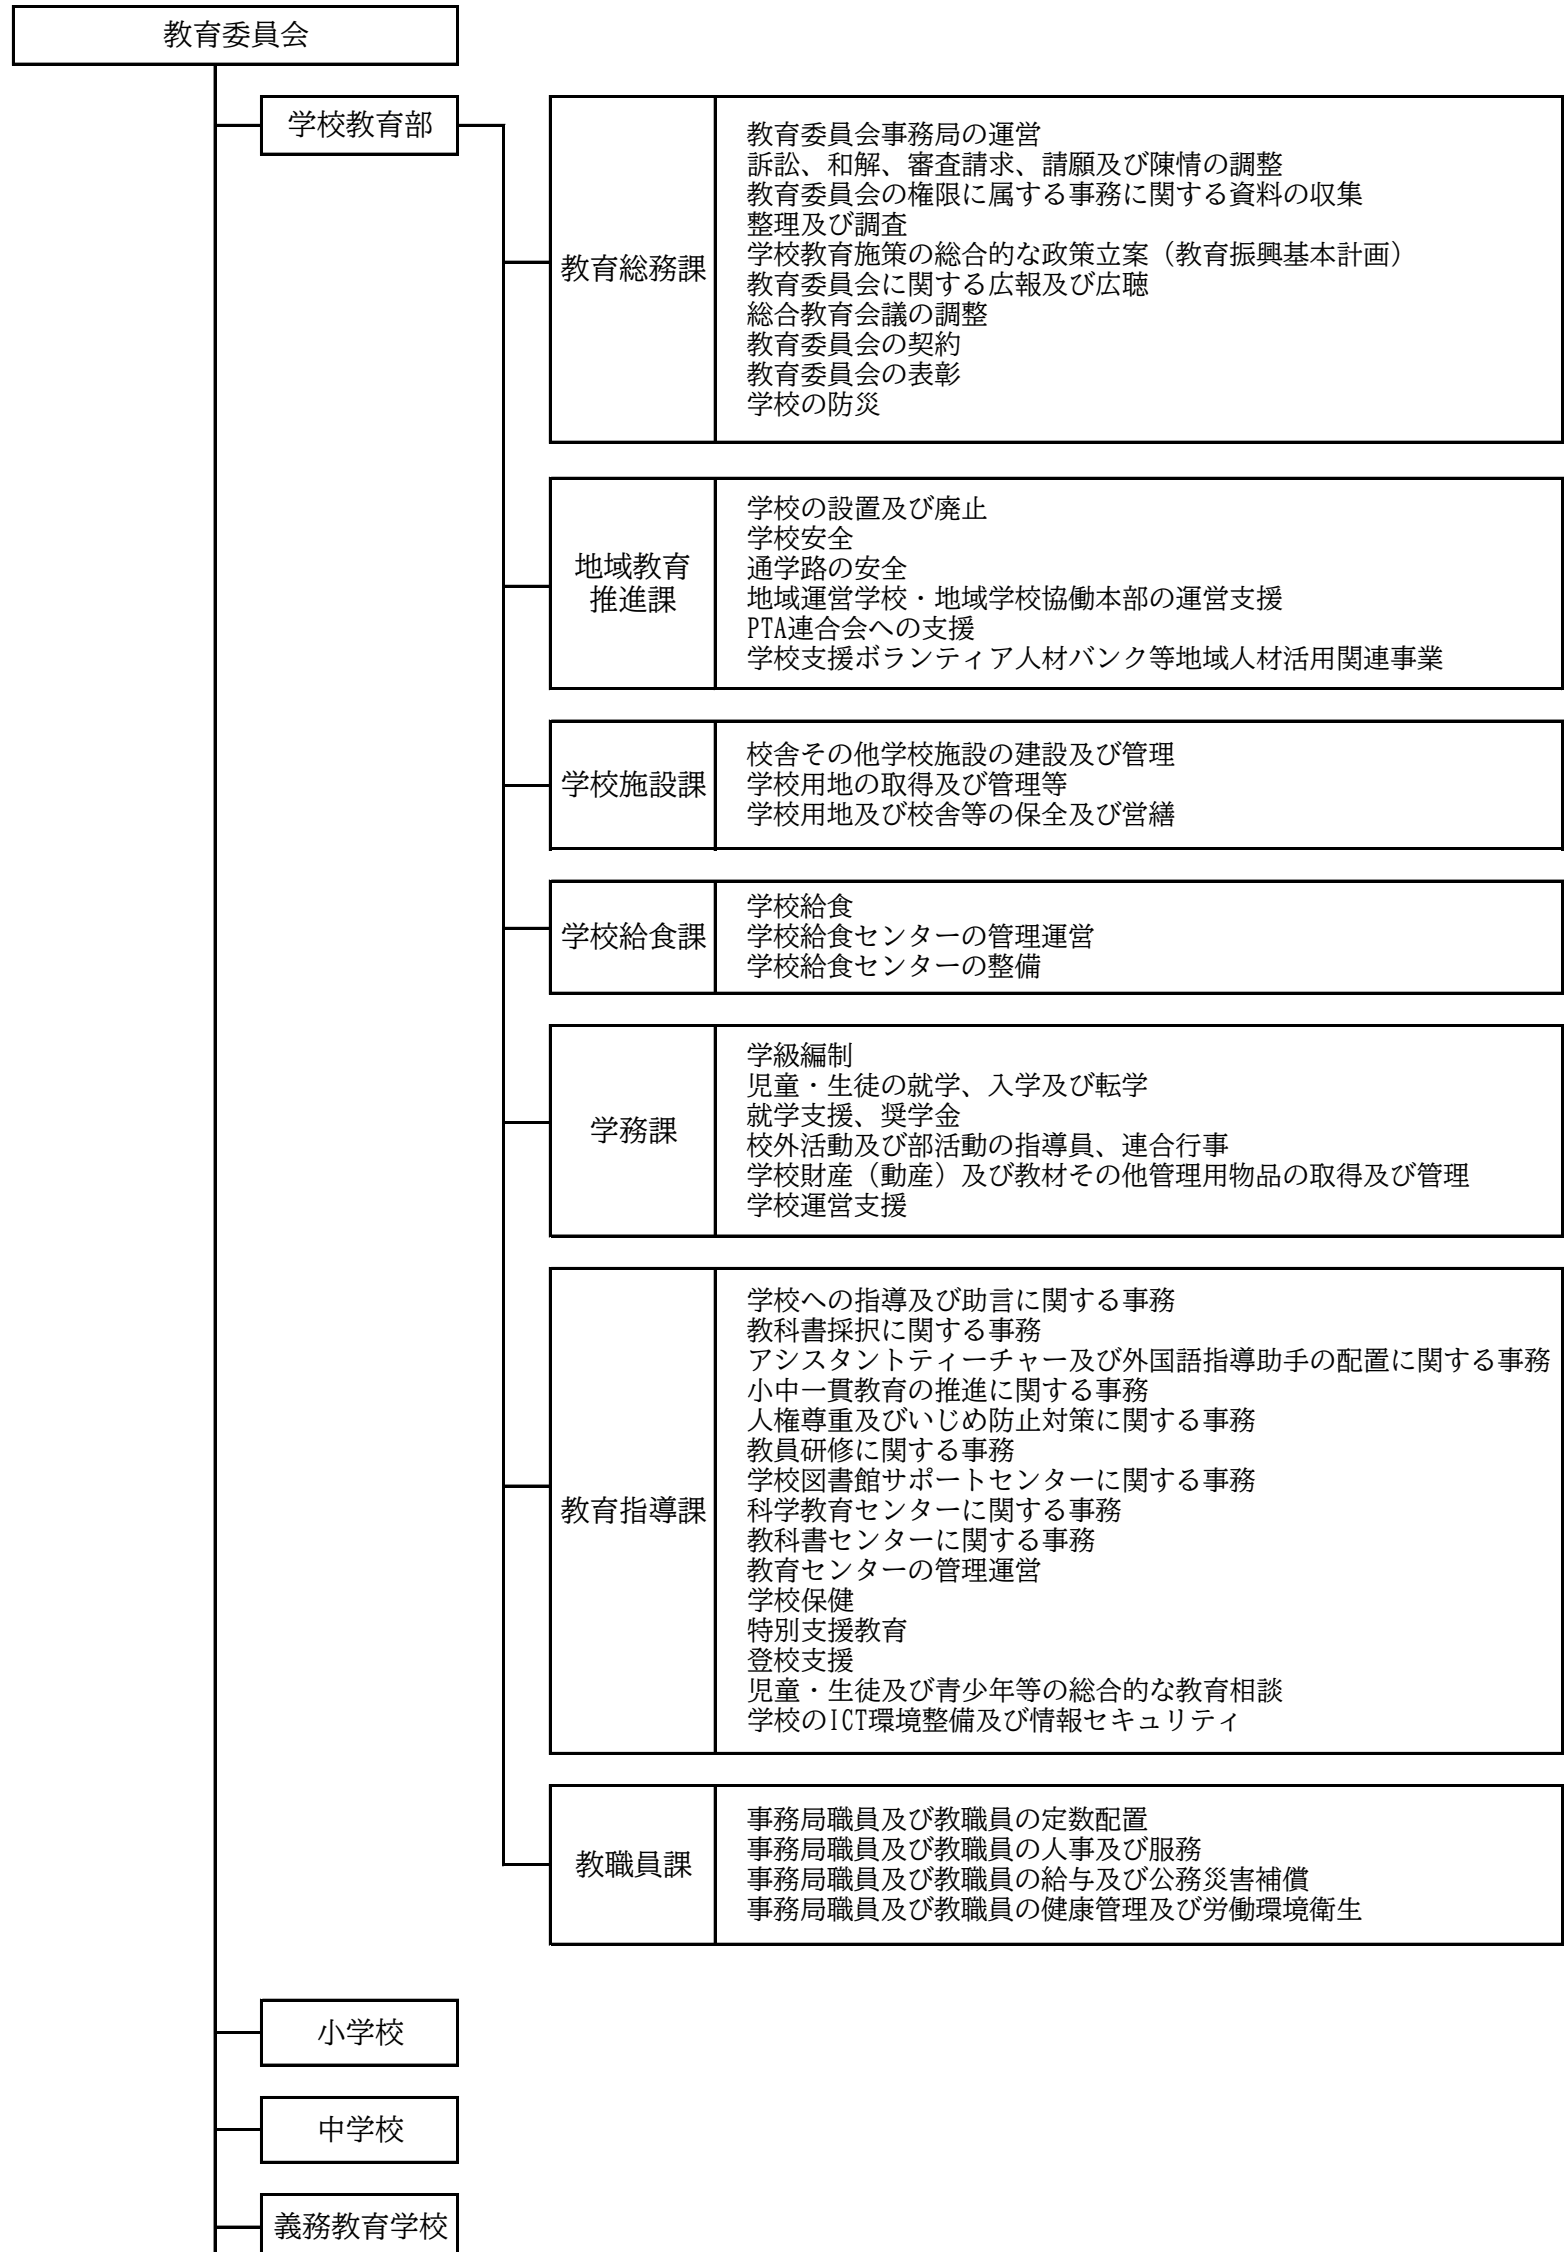 教育委員会
学校教育部
教育総務課
教育委員会事務局の運営
訴訟、和解、審査請求、請願及び陳情の調整
教育委員会の権限に属する事務に関する資料の収集
整理及び調査
学校教育施策の総合的な政策立案（教育振興基本計画）
教育委員会に関する広報及び広聴
総合教育会議の調整
教育委員会の契約
教育委員会の表彰
学校の防災
地域教育
推進課
学校の設置及び廃止
学校安全
通学路の安全
地域運営学校・地域学校協働本部の運営支援
PTA連合会への支援
学校支援ボランティア人材バンク等地域人材活用関連事業
学校施設課
校舎その他学校施設の建設及び管理
学校用地の取得及び管理等
学校用地及び校舎等の保全及び営繕
学校給食課
学校給食
学校給食センターの管理運営
学校給食センターの整備
学務課
学級編制
児童・生徒の就学、入学及び転学
就学支援、奨学金
校外活動及び部活動の指導員、連合行事
学校財産（動産）及び教材その他管理用物品の取得及び管理
学校運営支援
教育指導課
学校への指導及び助言に関する事務
教科書採択に関する事務
アシスタントティーチャー及び外国語指導助手の配置に関する事務
小中一貫教育の推進に関する事務
人権尊重及びいじめ防止対策に関する事務
教員研修に関する事務
学校図書館サポートセンターに関する事務
科学教育センターに関する事務
教科書センターに関する事務
教育センターの管理運営
学校保健
特別支援教育
登校支援
児童・生徒及び青少年等の総合的な教育相談
学校のICT環境整備及び情報セキュリティ
教職員課
事務局職員及び教職員の定数配置
事務局職員及び教職員の人事及び服務
事務局職員及び教職員の給与及び公務災害補償
事務局職員及び教職員の健康管理及び労働環境衛生
小学校
中学校
義務教育学校